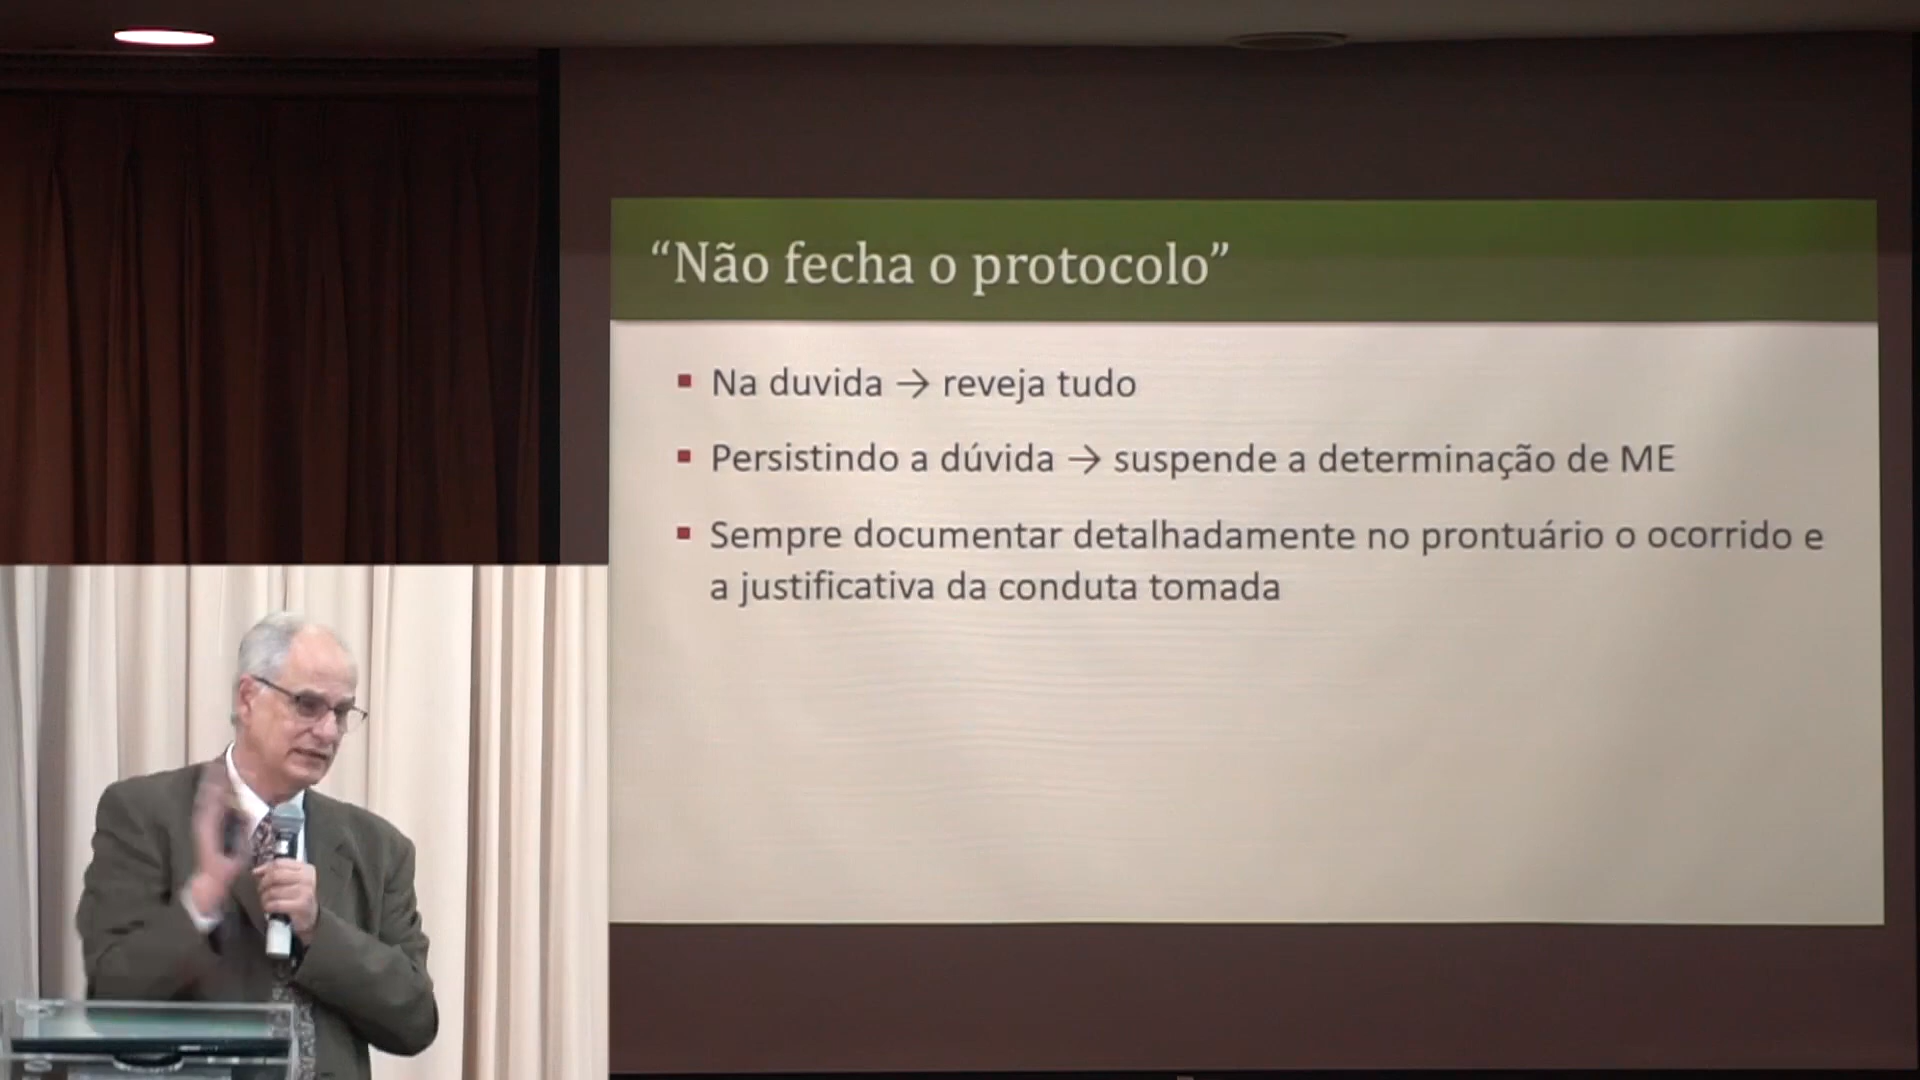 “Não fecha o protocolo”
Na duvida → reveja tudo
Persistindo a dúvida → suspende a determinação de ME
Sempre documentar detalhadamente no prontuário o ocorrido e
a justificativa da conduta tomada